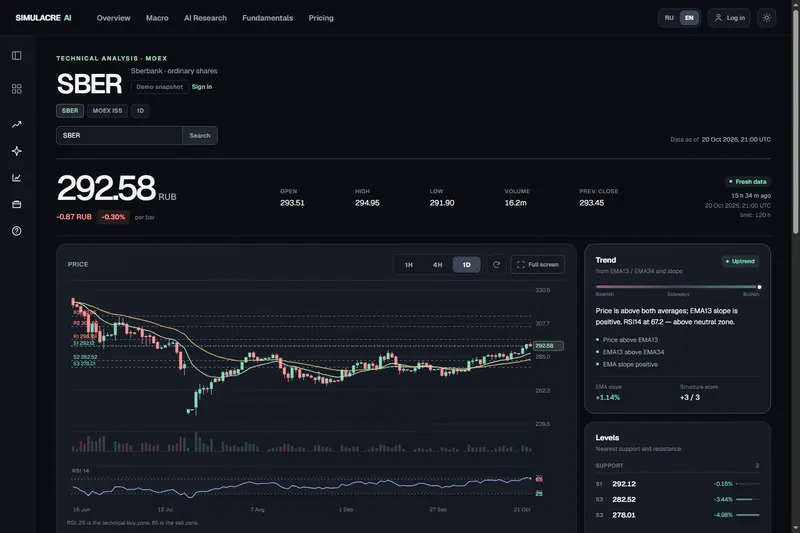 SIMULACRE AI
Overview
Macro
AI Research
Fundamentals
Pricing
RU
EN
Log in
TECHNICAL ANALYSIS · MOEX
SBER
Sberbank · ordinary shares
Demo snapshot
Sign in
SBER
MOEX ISS
1D
SBER
Search
Data as of 20 Oct 2026, 21:00 UTC
292.58 RUB
-0.87 RUB
-0.30%
per bar
OPEN
293.51
HIGH
294.95
LOW
291.90
VOLUME
16.2m
PREV. CLOSE
293.45
Fresh data
15 h 34 m ago
20 Oct 2026, 21:00 UTC
limit: 120 h
PRICE
1H
4H
1D
Full screen
330.6
307.7
292.58
285.0
262.3
239.5
S1 292.12
S2 282.52
S3 278.01
RSI 14
65
25
16 Jun
12 Jul
7 Aug
1 Sep
27 Sep
21 Oct
RSI: 25 is the technical buy zone, 65 is the sell zone.
Trend
from EMA13 / EMA34 and slope
Uptrend
Bearish
Sideways
Bullish
Price is above both averages; EMA13 slope is
positive. RSI14 at 67.2 — above neutral zone.
Price above EMA13
EMA13 above EMA34
EMA slope positive
EMA slope
+1.14%
Structure score
+3 / 3
Levels
Nearest support and resistance
SUPPORT
3
S1
292.12
-0.16%
S2
282.52
-3.44%
S3
278.01
-4.98%